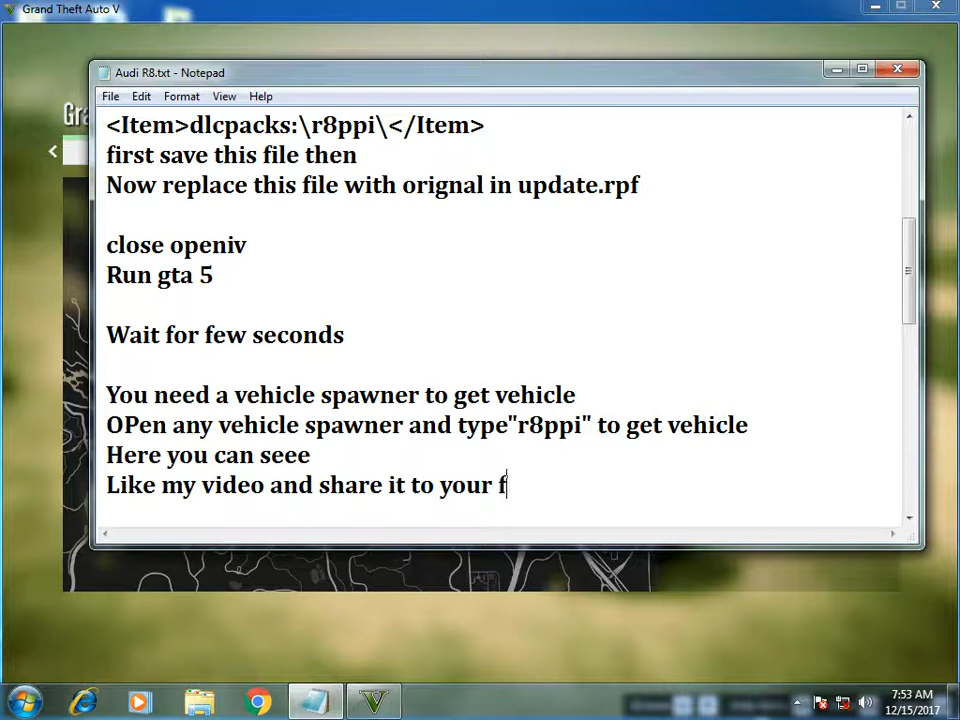 Grand Theft Auto V
Audi R8.txt - Notepad
File Edit Format View Help
<Item>dlcpacks:\r8ppi\</Item>
first save this file then
Now replace this file with orignal in update.rpf
close openiv
Run gta 5
Wait for few seconds
You need a vehicle spawner to get vehicle
OPen any vehicle spawner and type"r8ppi" to get vehicle
Here you can seee
Like my video and share it to your f
7:53 AM
12/15/2017